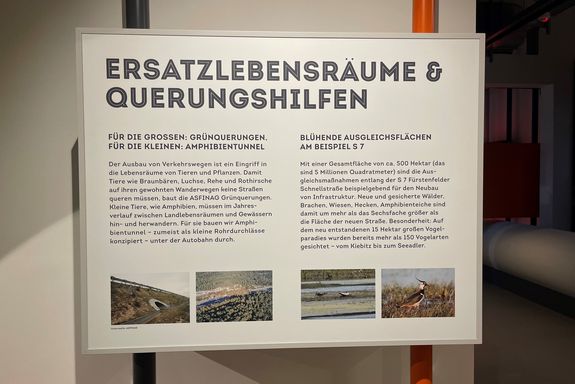 ERSATZLEBENSRÄUME &
QUERUNGSHILFEN
FÜR DIE GROSSEN: GRÜNQUERUNGEN.
FÜR DIE KLEINEN: AMPHIBIENTUNNEL
Der Ausbau von Verkehrswegen ist ein Eingriff in
die Lebensräume von Tieren und Pflanzen. Damit
Tiere wie Braunbären, Luchse, Rehe und Rothirsche
auf ihren gewohnten Wanderwegen keine Straßen
queren müssen, baut die ASFINAG Grünquerungen.
Kleine Tiere, wie Amphibien, müssen im Jahres-
verlauf zwischen Landlebensräumen und Gewässern
hin- und herwandern. Für sie bauen wir Amphi-
bientunnel – zumeist als kleine Rohrdurchlässe
konzipiert – unter der Autobahn durch.
BLÜHENDE AUSGLEICHSFLÄCHEN
AM BEISPIEL S 7
Mit einer Gesamtfläche von ca. 500 Hektar (das
sind 5 Millionen Quadratmeter) sind die Aus-
gleichsmaßnahmen entlang der S 7 Fürstenfelder
Schnellstraße beispielgebend für den Neubau
von Infrastruktur. Neue und gesicherte Wälder,
Brachen, Wiesen, Hecken, Amphibienteiche sind
damit um mehr als das Sechsfache größer als
die Fläche der neuen Straße. Besonderheit: Auf
dem neu entstandenen 15 Hektar großen Vogel-
paradies wurden bereits mehr als 150 Vogelarten
gesichtet – vom Kiebitz bis zum Seeadler.